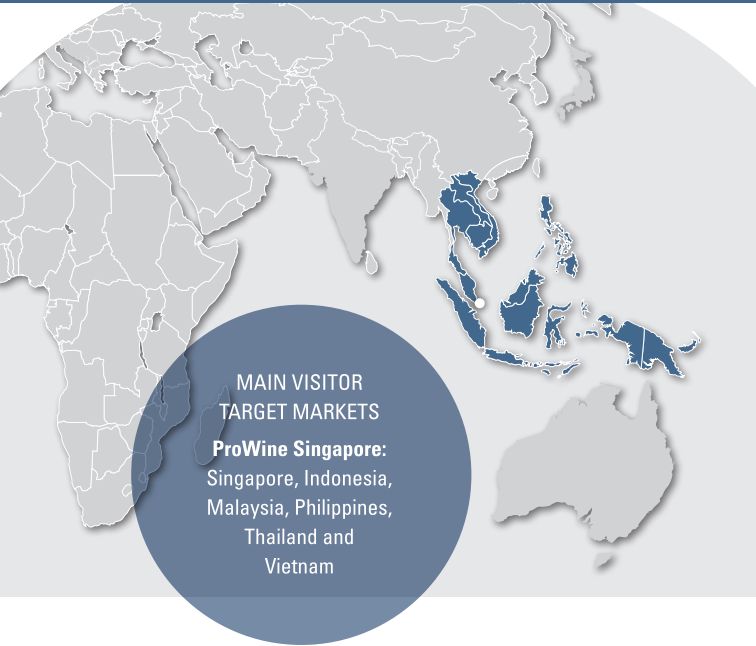 MAIN VISITOR
TARGET MARKETS
ProWine Singapore:
Singapore, Indonesia,
Malaysia, Philippines,
Thailand and
Vietnam